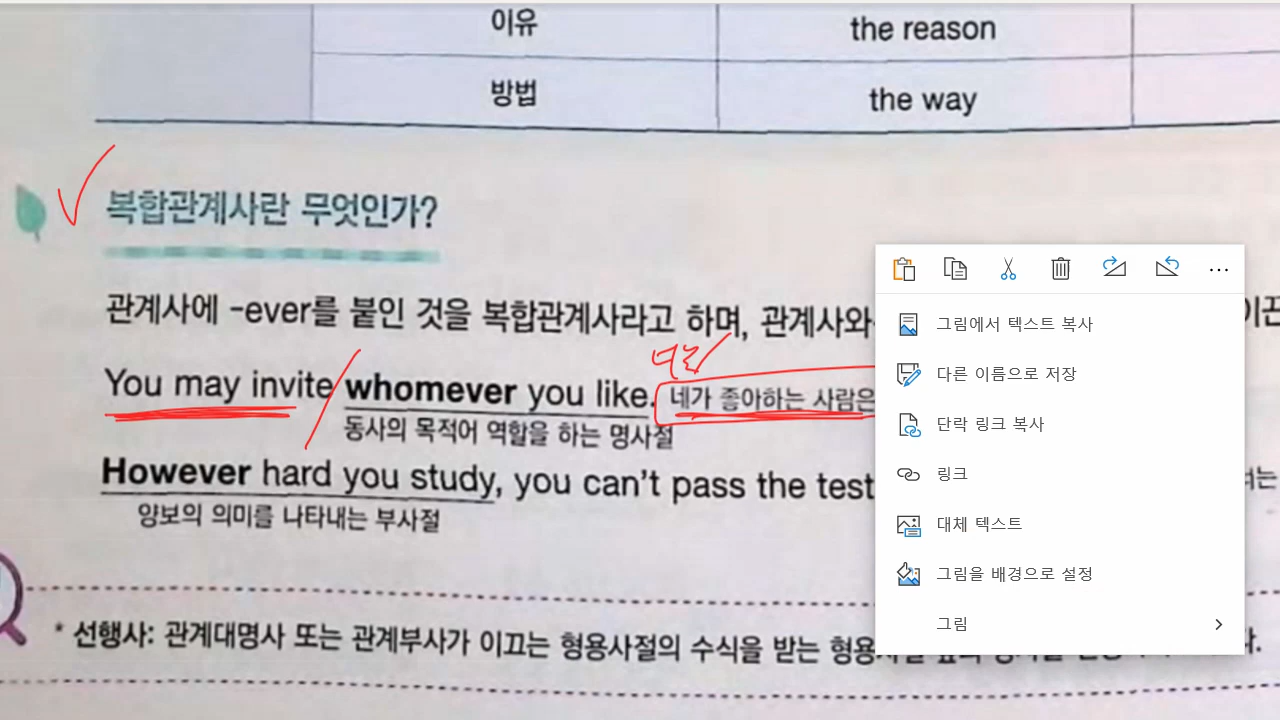 이유
the reason
방법
the way
복합관계사란 무엇인가?
관계사에 -ever를 붙인 것을 복합관계사라고 하며, 관계사와
You may invite whomever you like. 네가 좋아하는 사람은
동사의 목적어 역할을 하는 명사절
However hard you study, you can't pass the test
양보의 의미를 나타내는 부사절
* 선행사: 관계대명사 또는 관계부사가 이끄는 형용사절의 수식을 받는
그림에서 텍스트 복사
다른 이름으로 저장
단락 링크 복사
링크
대체 텍스트
그림을 배경으로 설정
그림